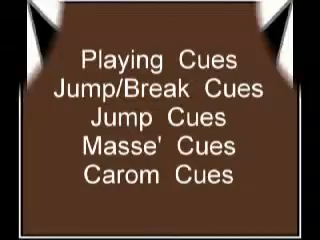 Playing Cues
Jump/Break Cues
Jump Cues
Masse' Cues
Carom Cues